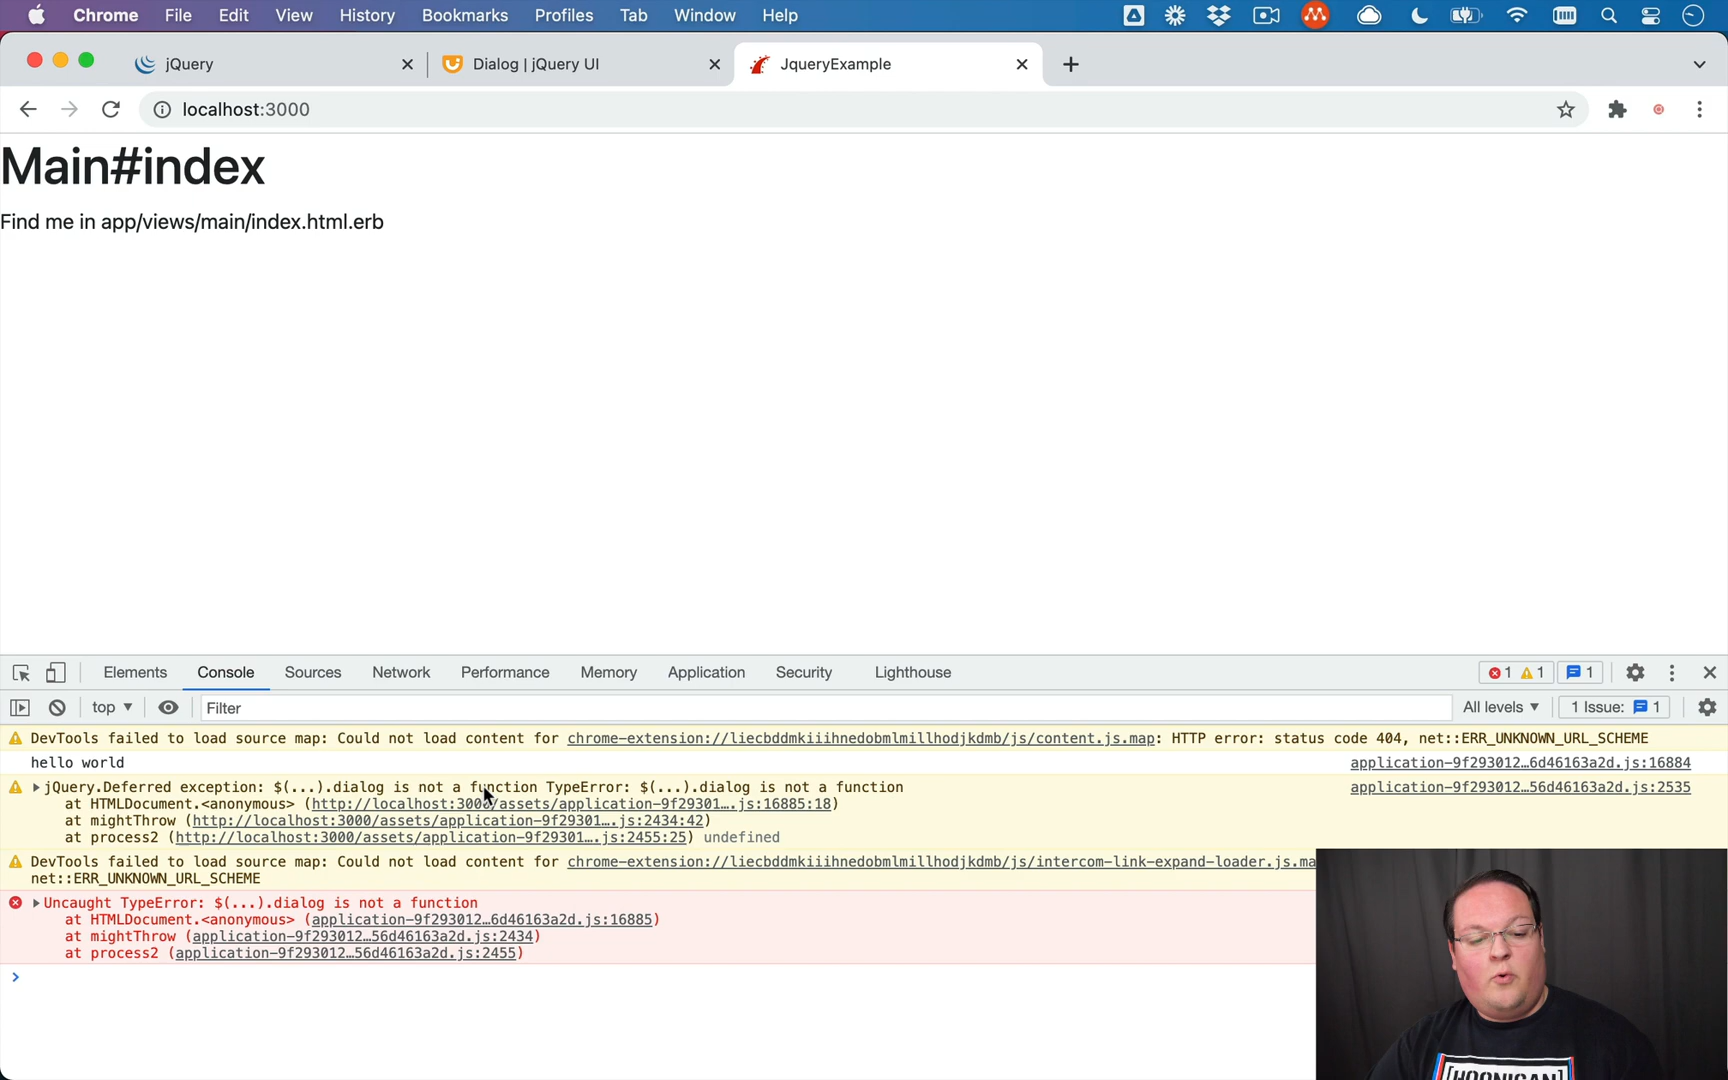 Chrome File Edit View History Bookmarks Profiles Tab Window Help
jQuery
Dialog | jQuery UI
JqueryExample
localhost:3000
Main#index
Find me in app/views/main/index.html.erb
Elements Console Sources Network Performance Memory Application Security Lighthouse 1 1 1
top Filter All levels 1 Issue: 1
DevTools failed to load source map: Could not load content for chrome-extension://liecbddmkiiihnedobmlmillhodjkdmb/js/content.js.map: HTTP error: status code 404, net::ERR_UNKNOWN_URL_SCHEME
hello world application-9f293012…6d46163a2d.js:16884
jQuery.Deferred exception: $(...).dialog is not a function TypeError: $(...).dialog is not a function application-9f293012…56d46163a2d.js:2535
at HTMLDocument.<anonymous> (http://localhost:3000/assets/application-9f29301….js:16885:18)
at mightThrow (http://localhost:3000/assets/application-9f29301….js:2434:42)
at process2 (http://localhost:3000/assets/application-9f29301….js:2455:25) undefined
DevTools failed to load source map: Could not load content for chrome-extension://liecbddmkiiihnedobmlmillhodjkdmb/js/intercom-link-expand-loader.js.ma
net::ERR_UNKNOWN_URL_SCHEME
Uncaught TypeError: $(...).dialog is not a function
at HTMLDocument.<anonymous> (application-9f293012…6d46163a2d.js:16885)
at mightThrow (application-9f293012…56d46163a2d.js:2434)
at process2 (application-9f293012…56d46163a2d.js:2455)
[HOONIGAN]